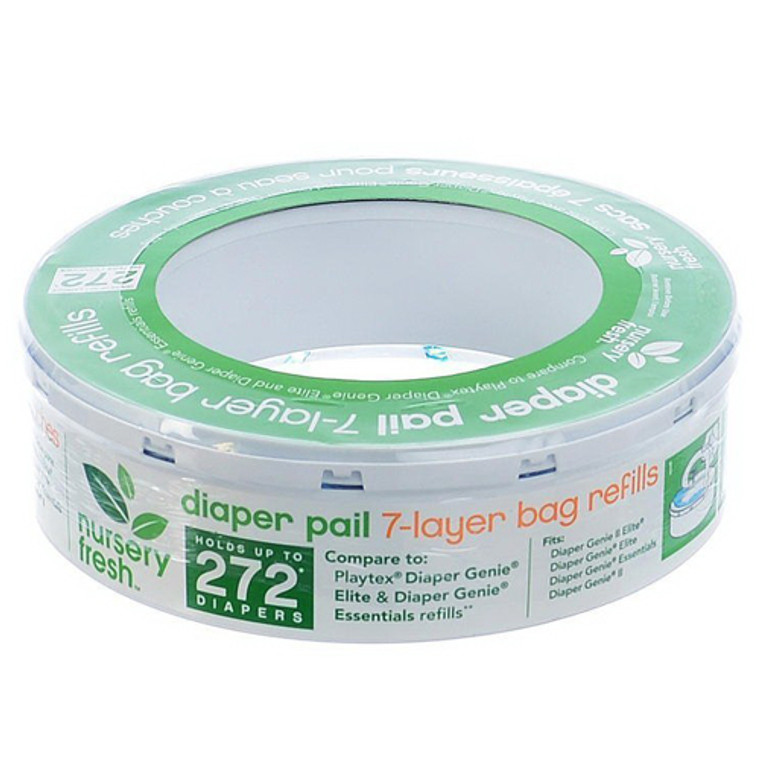 sacs 7 épaisseurs pour seau à couches
272*
nursery
fresh.
nursery
fresh.
diaper pail 7-layer bag refills
Compare to Playtex® Diaper Genie® Elite and Diaper Genie® Essentials refills
nursery
fresh.™
diaper pail 7-layer bag refills
HOLDS UP TO
272*
DIAPERS
Compare to:
Playtex® Diaper Genie®
Elite & Diaper Genie®
Essentials refills**
Fits:
Diaper Genie II Elite®
Diaper Genie® Elite
Diaper Genie® Essentials
Diaper Genie® II